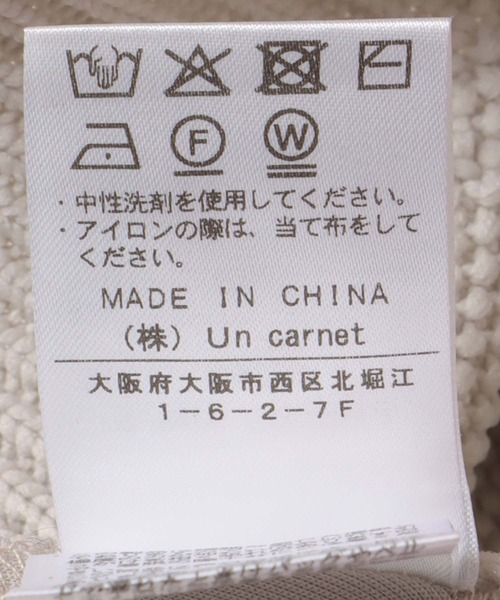 F W
・中性洗剤を使用してください。
・アイロンの際は、当て布をして
ください。
MADE IN CHINA
(株) Un carnet
大阪府大阪市西区北堀江
1-6-2-7F